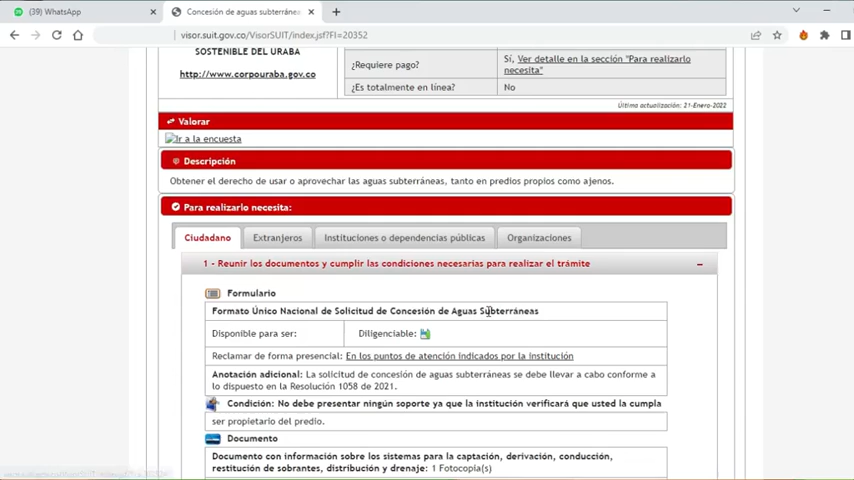 (39) WhatsApp
Concesión de aguas subterránea
visor.suit.gov.co/VisorSUIT/index.jsf?FI=20352
SOSTENIBLE DEL URABA
http://www.corpouraba.gov.co
¿Requiere pago?
Sí, Ver detalle en la sección "Para realizarlo
necesita"
¿Es totalmente en línea?
No
Última actualización: 21-Enero-2022
Valorar
Ir a la encuesta
Descripción
Obtener el derecho de usar o aprovechar las aguas subterráneas, tanto en predios propios como ajenos.
Para realizarlo necesita:
Ciudadano
Extranjeros
Instituciones o dependencias públicas
Organizaciones
1 - Reunir los documentos y cumplir las condiciones necesarias para realizar el trámite
Formulario
Formato Único Nacional de Solicitud de Concesión de Aguas Subterráneas
Disponible para ser:
Diligenciable:
Reclamar de forma presencial: En los puntos de atención indicados por la institución
Anotación adicional: La solicitud de concesión de aguas subterráneas se debe llevar a cabo conforme a
lo dispuesto en la Resolución 1058 de 2021.
Condición: No debe presentar ningún soporte ya que la institución verificará que usted la cumpla
ser propietario del predio.
Documento
Documento con información sobre los sistemas para la captación, derivación, conducción,
restitución de sobrantes, distribución y drenaje: 1 Fotocopia(s)